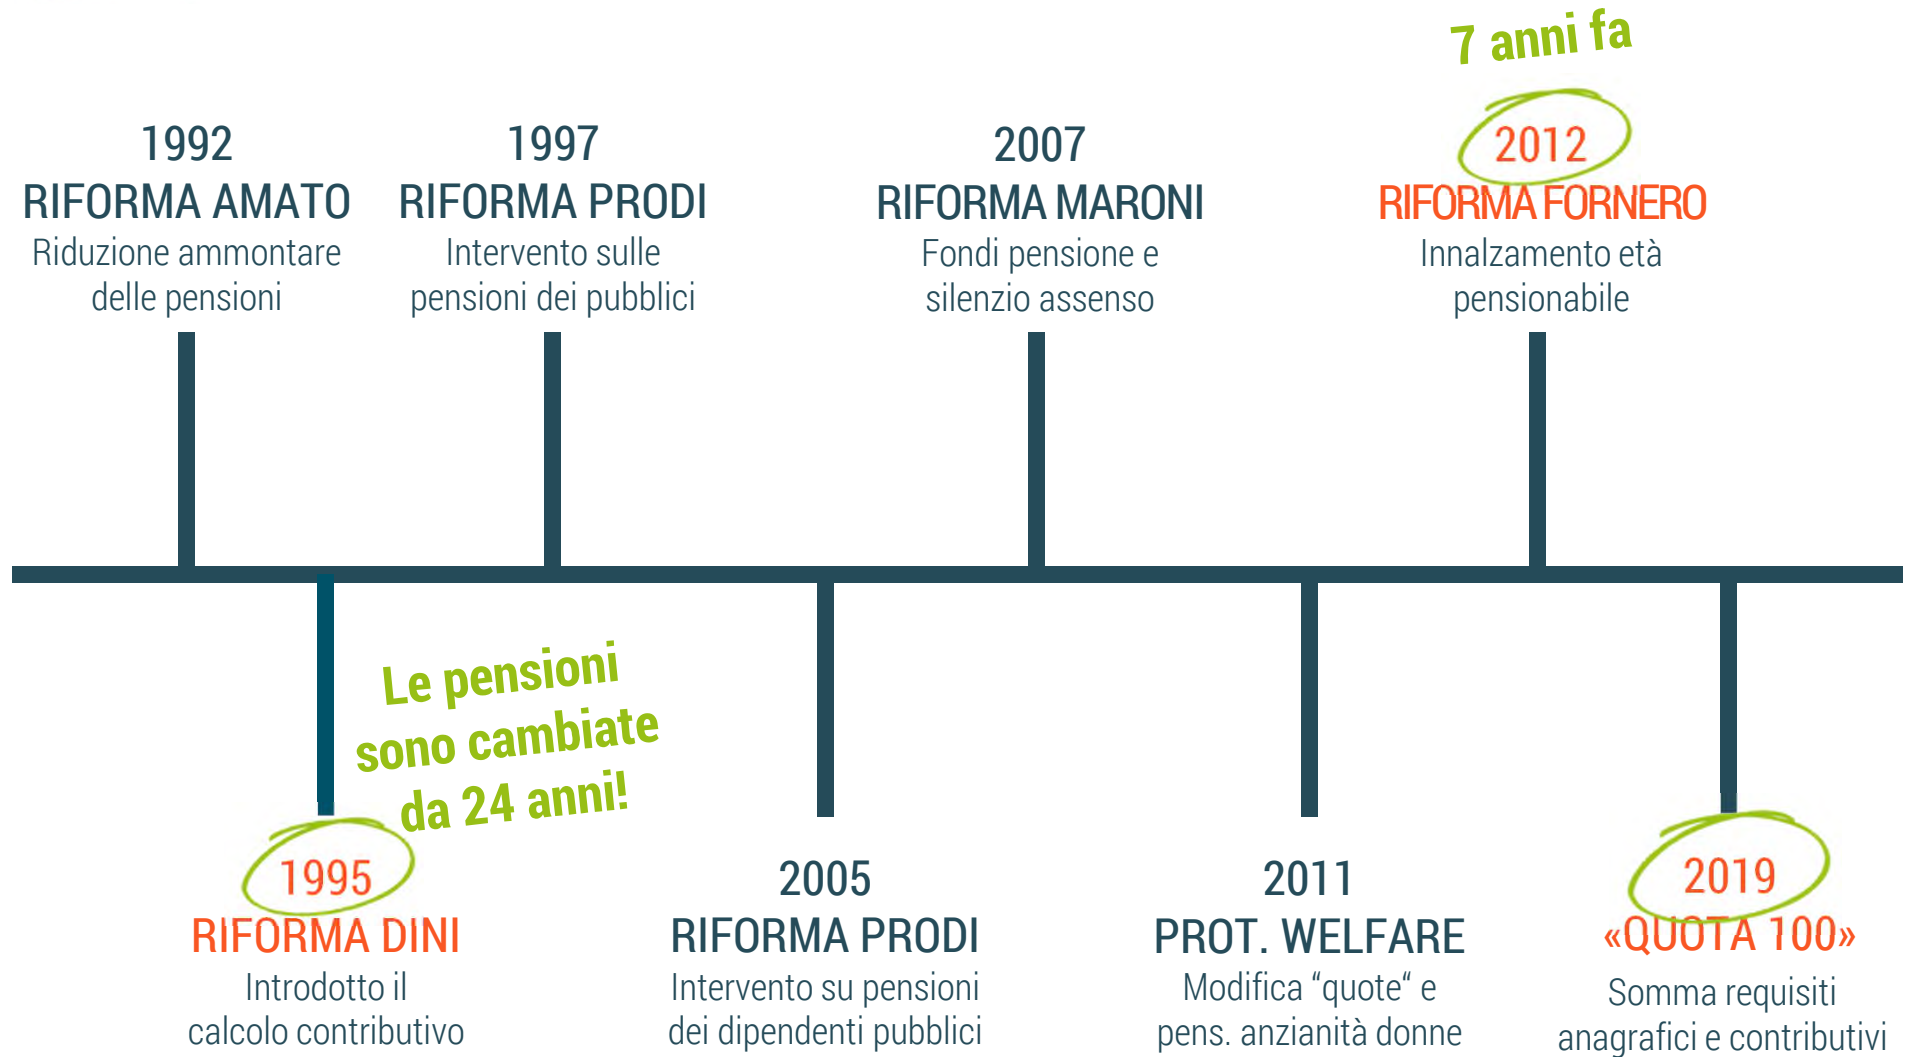 7 anni fa
1992
RIFORMA AMATO
Riduzione ammontare
delle pensioni
1997
RIFORMA PRODI
Intervento sulle
pensioni dei pubblici
2007
RIFORMA MARONI
Fondi pensione e
silenzio assenso
2012
RIFORMA FORNERO
Innalzamento età
pensionabile
Le pensioni
sono cambiate
da 24 anni!
1995
RIFORMA DINI
Introdotto il
calcolo contributivo
2005
RIFORMA PRODI
Intervento su pensioni
dei dipendenti pubblici
2011
PROT. WELFARE
Modifica “quote“ e
pens. anzianità donne
2019
«QUOTA 100»
Somma requisiti
anagrafici e contributivi